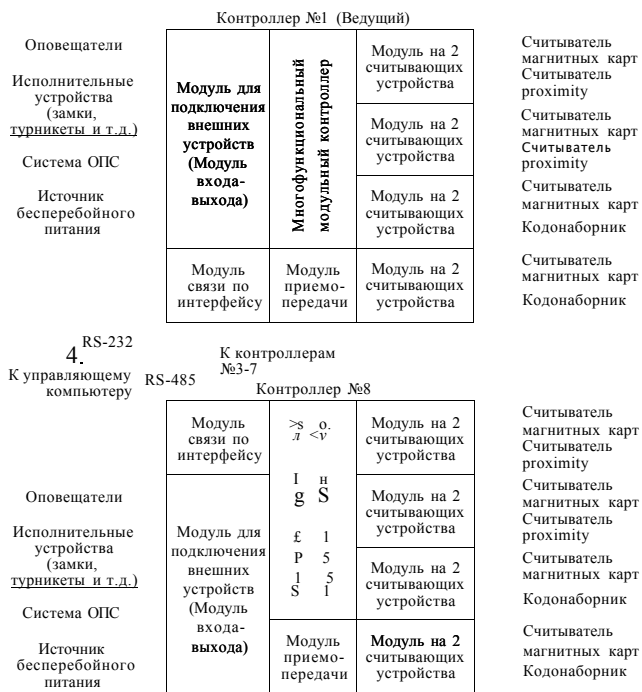 Контроллер №1 (Ведущий)
Оповещатели
Исполнительные
устройства
(замки,
турникеты и т.д.)
Система ОПС
Источник
бесперебойного
питания
Модуль для
подключения
внешних
устройств
(Модуль
входа-
выхода)
Многофункциональный
модульный контроллер
Модуль на 2
считывающих
устройства
Модуль на 2
считывающих
устройства
Модуль на 2
считывающих
устройства
Модуль связи по
интерфейсу
Модуль
приемо-
передачи
Модуль на 2
считывающих
устройства
Считыватель
магнитных карт
Считыватель
proximity
Считыватель
магнитных карт
Считыватель
proximity
Считыватель
магнитных карт
Кодонаборник
Считыватель
магнитных карт
Кодонаборник
4.
RS-232
К управляющему
компьютеру
RS-485
К контроллерам
№3-7
Контроллер №8
Модуль
связи по
интерфейсу
>s о.
л <v
I н
g S
£ 1
P 5
1 5
S 1
Модуль на 2
считывающих
устройства
Оповещатели
Исполнительные
устройства
(замки,
турникеты и т.д.)
Система ОПС
Источник
бесперебойного
питания
Модуль для
подключения
внешних
устройств
(Модуль
входа-
выхода)
Модуль на 2
считывающих
устройства
Модуль на 2
считывающих
устройства
Модуль
приемо-
передачи
Модуль на 2
считывающих
устройства
Считыватель
магнитных карт
Считыватель
proximity
Считыватель
магнитных карт
Считыватель
proximity
Считыватель
магнитных карт
Кодонаборник
Считыватель
магнитных карт
Кодонаборник